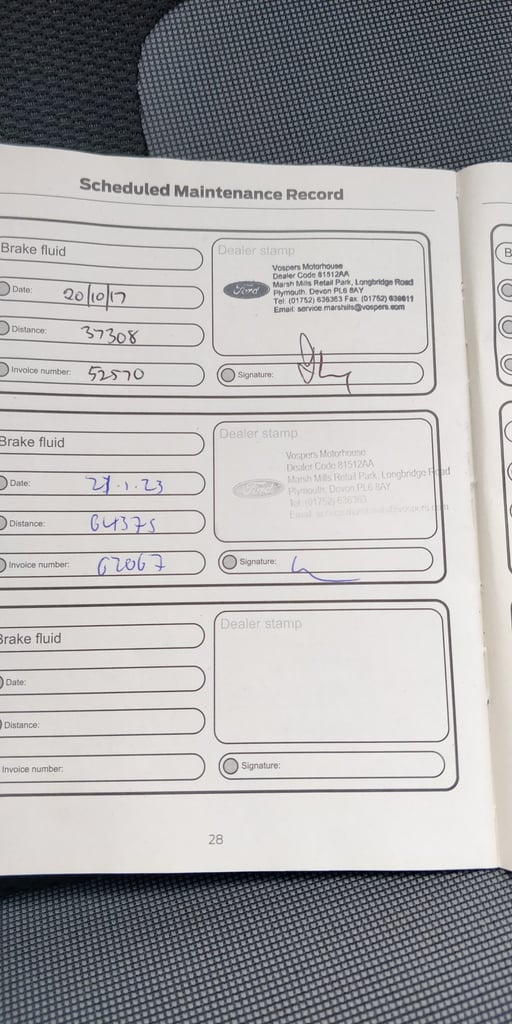 Scheduled Maintenance Record
Brake fluid
Date: 20/10/17
Distance: 37308
Invoice number: 52570
Dealer stamp
Ford
Vospers Motorhouse
Dealer Code 81512AA
Marsh Mills Retail Park, Longbridge Road
Plymouth. Devon PL6 8AY
Tel: (01752) 636363 Fax: (01752)
Email: service.marshmills@vospers.com
Signature:
Brake fluid
Date: 27.1.23
Distance: 64375
Invoice number: 62067
Dealer stamp
Ford
Vospers Motorhouse
Dealer Code 81512AA
Marsh Mills Retail Park, Longbridge Road
Plymouth, Devon PL6 8AY
Tel: (01752) 636363
Signature:
Brake fluid
Date:
Distance:
Invoice number:
Dealer stamp
Signature:
28
B